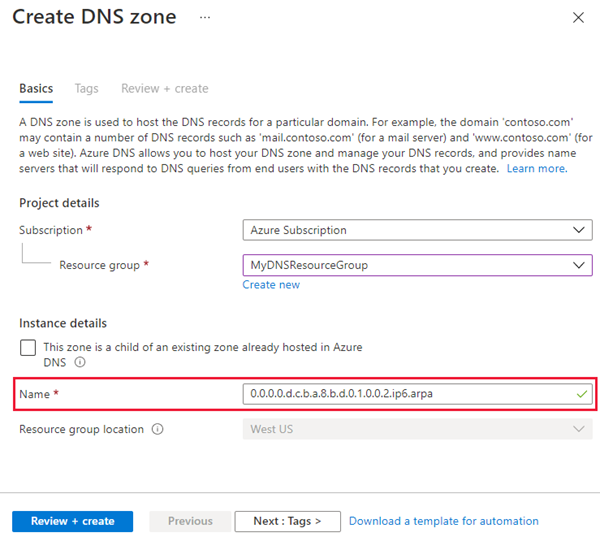 Create DNS zone ...
Basics Tags Review + create
A DNS zone is used to host the DNS records for a particular domain. For example, the domain 'contoso.com'
may contain a number of DNS records such as 'mail.contoso.com' (for a mail server) and 'www.contoso.com' (for
a web site). Azure DNS allows you to host your DNS zone and manage your DNS records, and provides name
servers that will respond to DNS queries from end users with the DNS records that you create. Learn more.
Project details
Subscription * Azure Subscription
Resource group * MyDNSResourceGroup
Create new
Instance details
This zone is a child of an existing zone already hosted in Azure
DNS
Name * 0.0.0.0.d.c.b.a.8.b.d.0.1.0.0.2.ip6.arpa
Resource group location West US
Review + create Previous Next : Tags > Download a template for automation